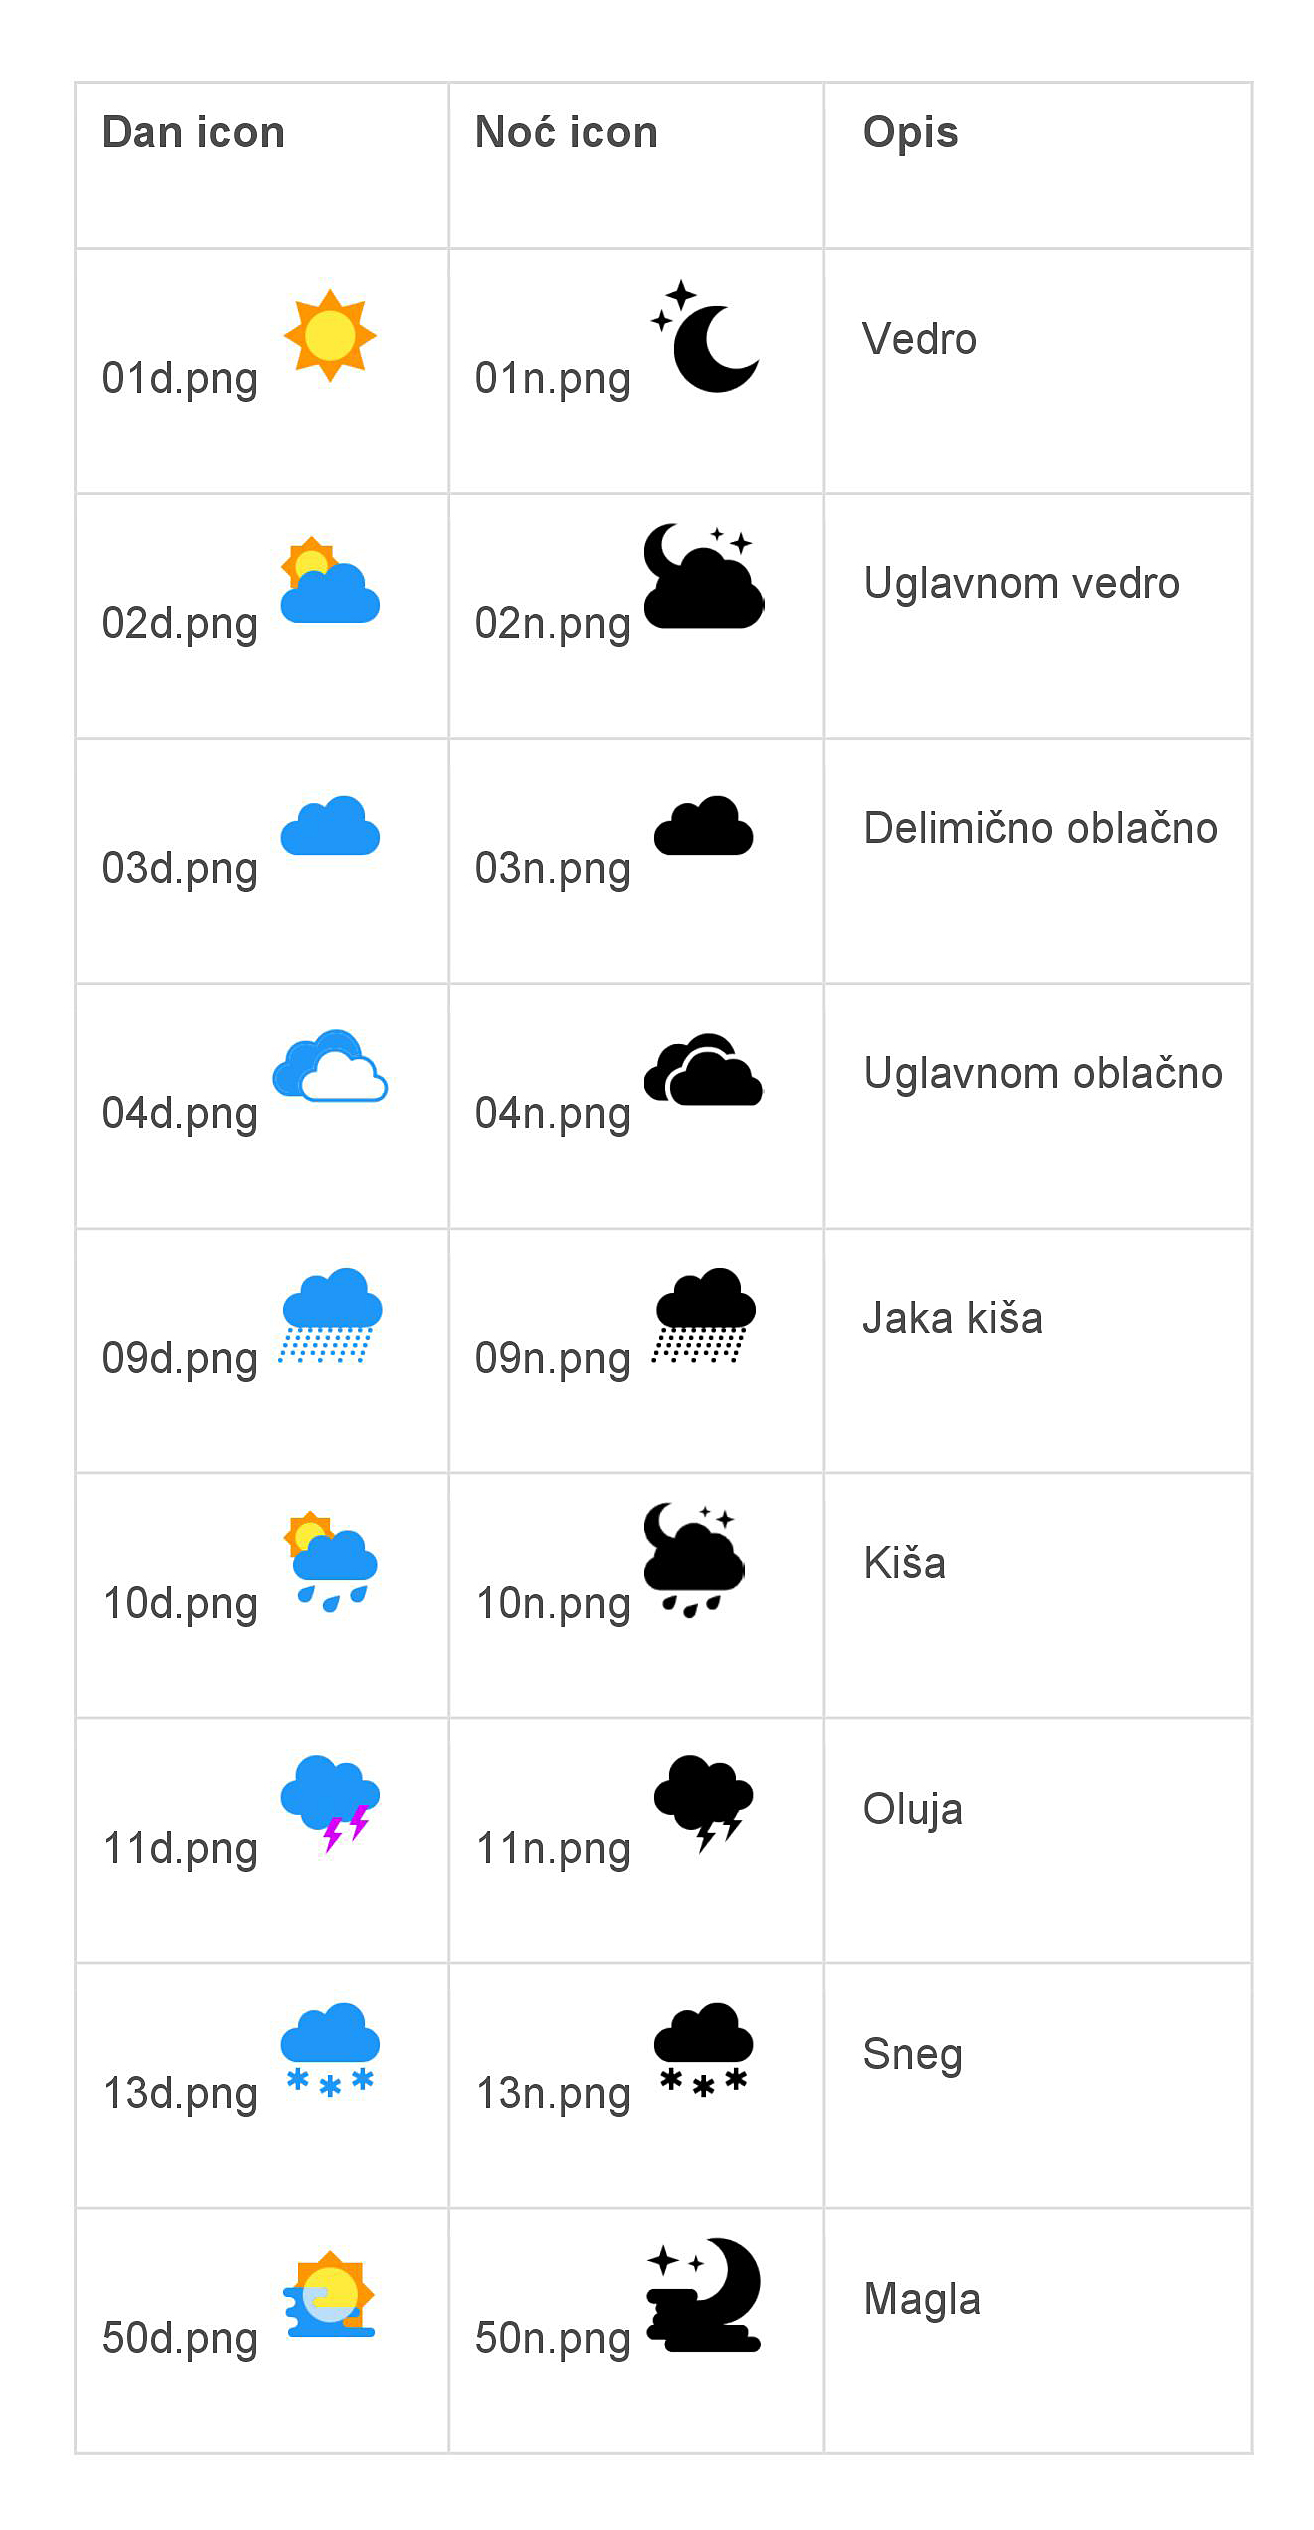 Dan icon Noć icon Opis
01d.png 01n.png Vedro
02d.png 02n.png Uglavnom vedro
03d.png 03n.png Delimično oblačno
04d.png 04n.png Uglavnom oblačno
09d.png 09n.png Jaka kiša
10d.png 10n.png Kiša
11d.png 11n.png Oluja
13d.png 13n.png Sneg
50d.png 50n.png Magla